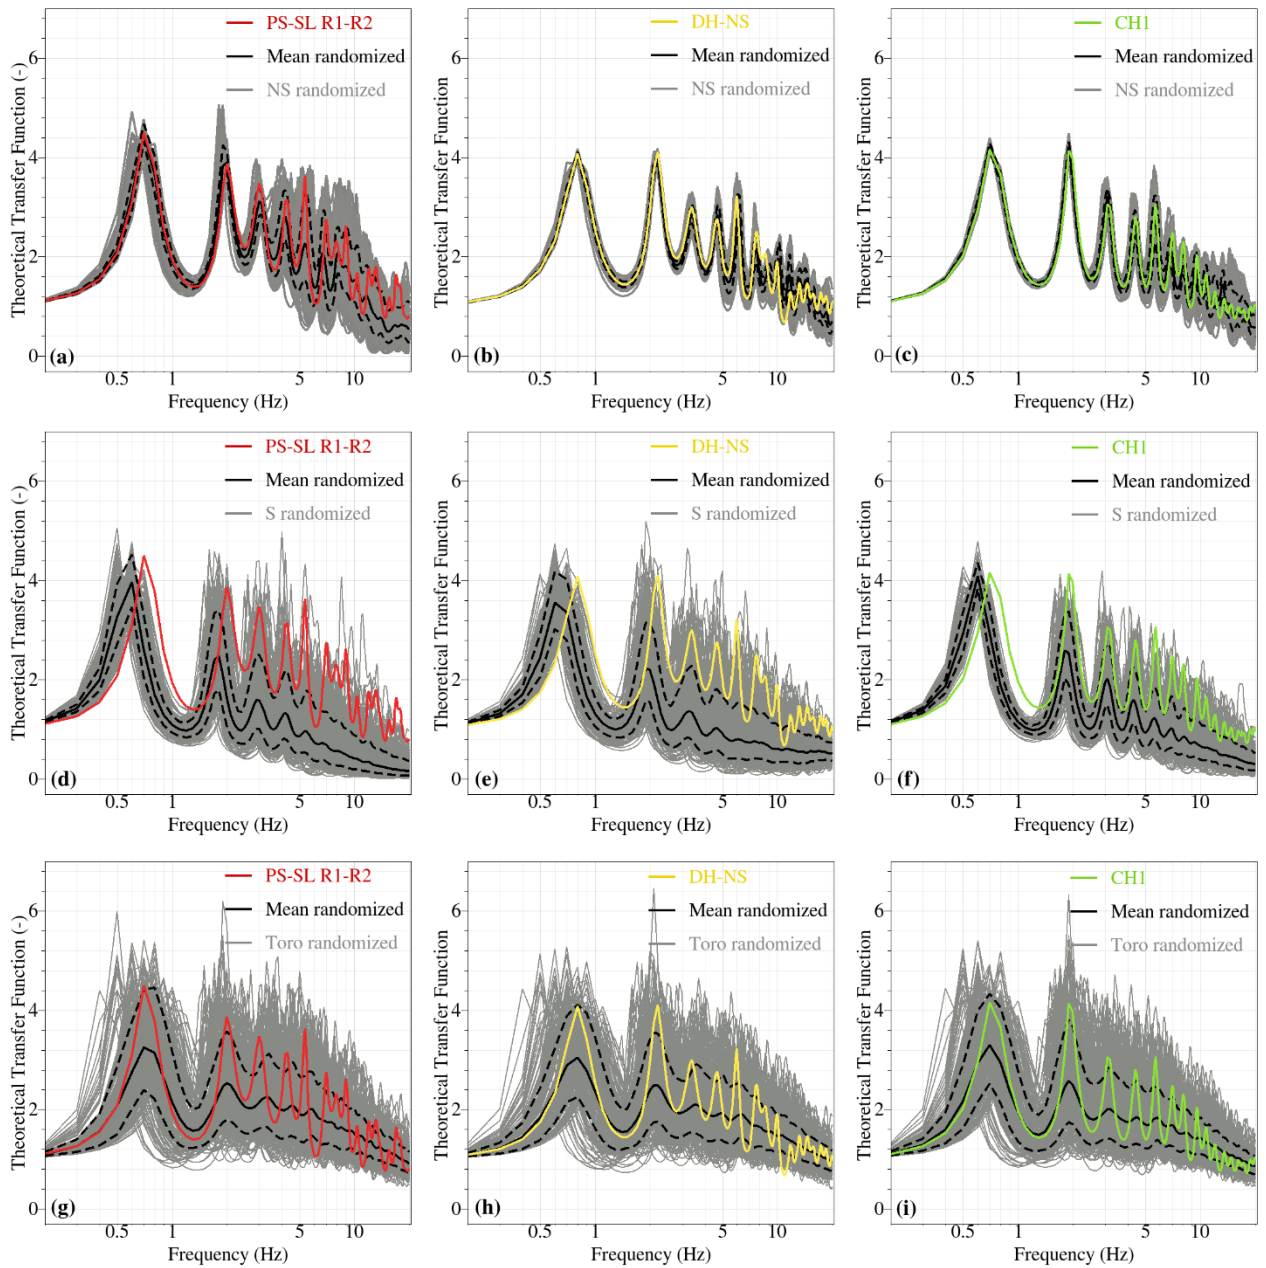 PS-SL R1-R2
Mean randomized
NS randomized
Theoretical Transfer Function (-)
6
4
2
0
(a)
0.5 1 5 10
Frequency (Hz)
DH-NS
Mean randomized
NS randomized
Theoretical Transfer Function
6
4
2
0
(b)
0.5 1 5 10
Frequency (Hz)
CH1
Mean randomized
NS randomized
Theoretical Transfer Function
6
4
2
0
(c)
0.5 1 5 10
Frequency (Hz)
PS-SL R1-R2
Mean randomized
S randomized
Theoretical Transfer Function (-)
6
4
2
0
(d)
0.5 1 5 10
Frequency (Hz)
DH-NS
Mean randomized
S randomized
Theoretical Transfer Function
6
4
2
0
(e)
0.5 1 5 10
Frequency (Hz)
CH1
Mean randomized
S randomized
Theoretical Transfer Function
6
4
2
0
(f)
0.5 1 5 10
Frequency (Hz)
PS-SL R1-R2
Mean randomized
Toro randomized
Theoretical Transfer Function (-)
6
4
2
0
(g)
0.5 1 5 10
Frequency (Hz)
DH-NS
Mean randomized
Toro randomized
Theoretical Transfer Function
6
4
2
0
(h)
0.5 1 5 10
Frequency (Hz)
CH1
Mean randomized
Toro randomized
Theoretical Transfer Function
6
4
2
0
(i)
0.5 1 5 10
Frequency (Hz)